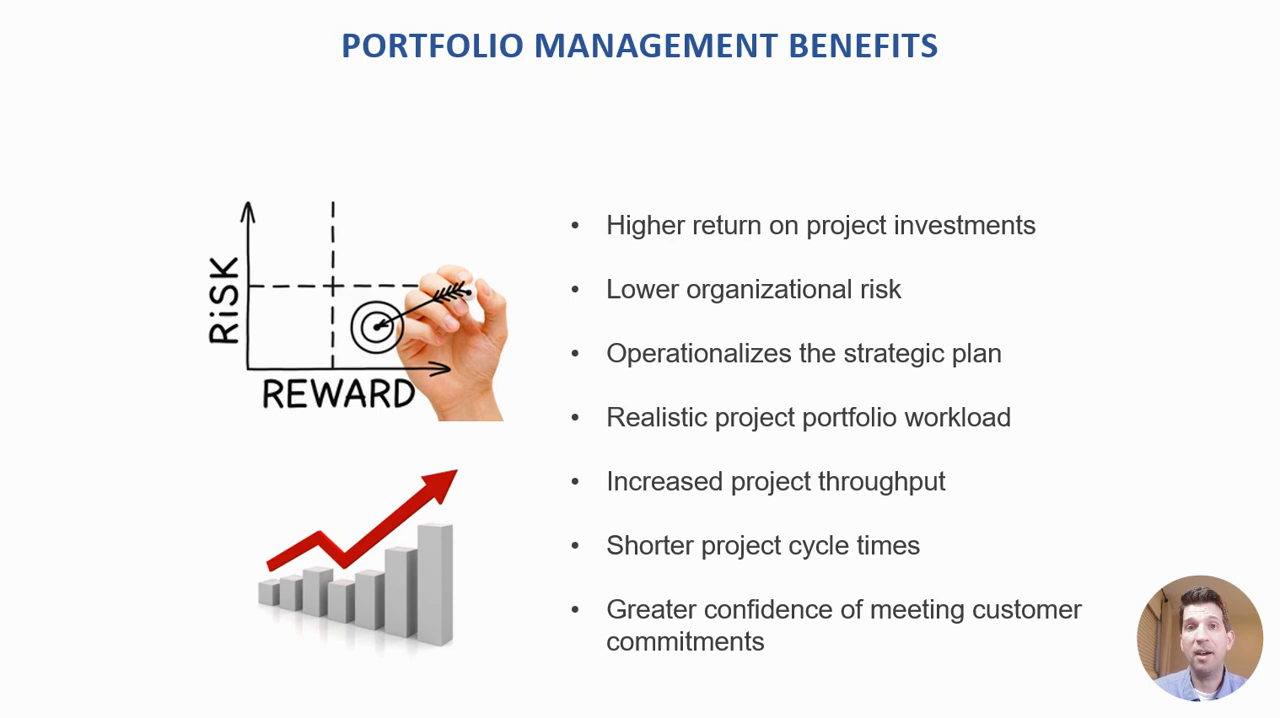 PORTFOLIO MANAGEMENT BENEFITS
RiSK
REWARD
• Higher return on project investments
• Lower organizational risk
• Operationalizes the strategic plan
• Realistic project portfolio workload
• Increased project throughput
• Shorter project cycle times
• Greater confidence of meeting customer
commitments